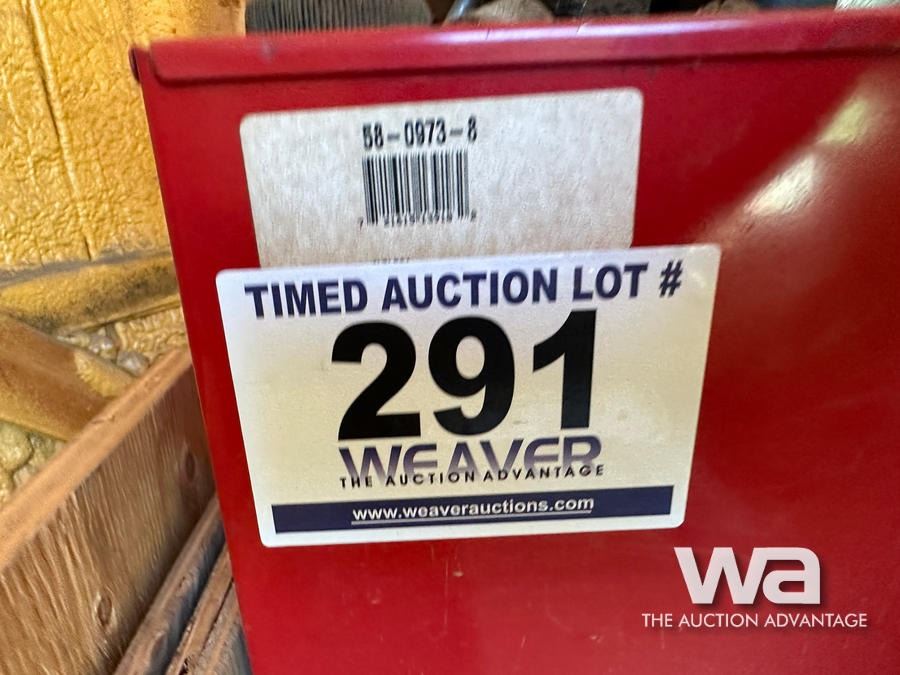 58-0973-8
TIMED AUCTION LOT #
291
WEAVER
THE AUCTION ADVANTAGE
www.weaverauctions.com
wa
THE AUCTION ADVANTAGE